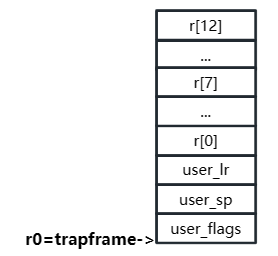 r[12]
...
r[7]
...
r[0]
user_lr
user_sp
r0=trapframe-> user_flags